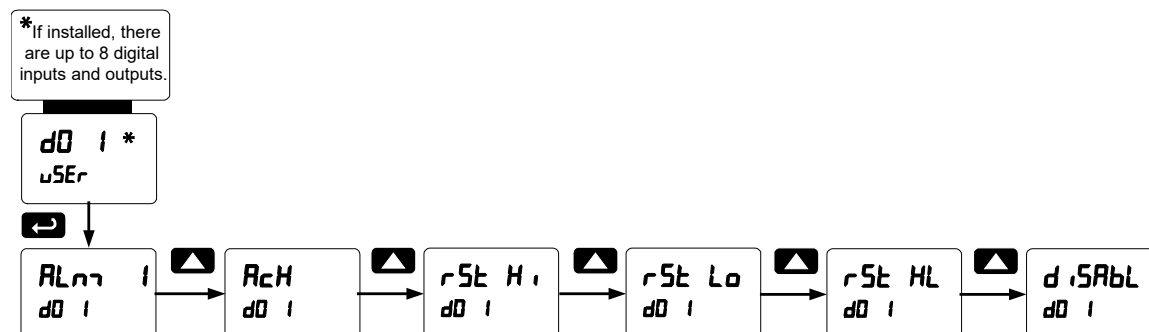 *If installed, there
are up to 8 digital
inputs and outputs.
dO 1 *
uSEr
ALm 1
dO 1
AcK
dO 1
rSt Hi
dO 1
rSt Lo
dO 1
rSt HL
dO 1
diSAbL
dO 1